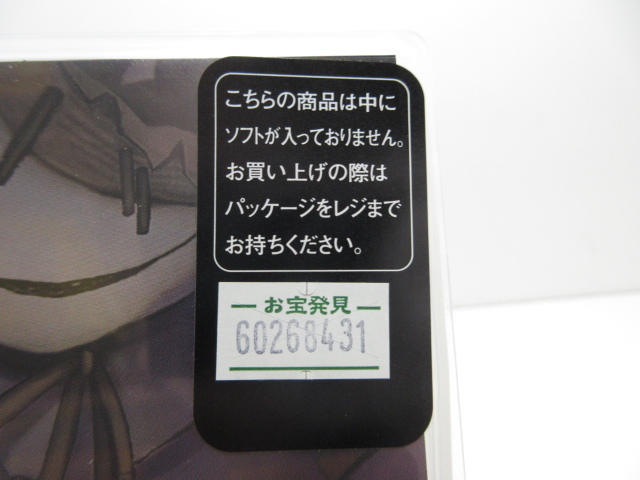 こちらの商品は中に
ソフトが入っておりません。
お買い上げの際は
パッケージをレジまで
お持ちください。
お宝発見
60268431